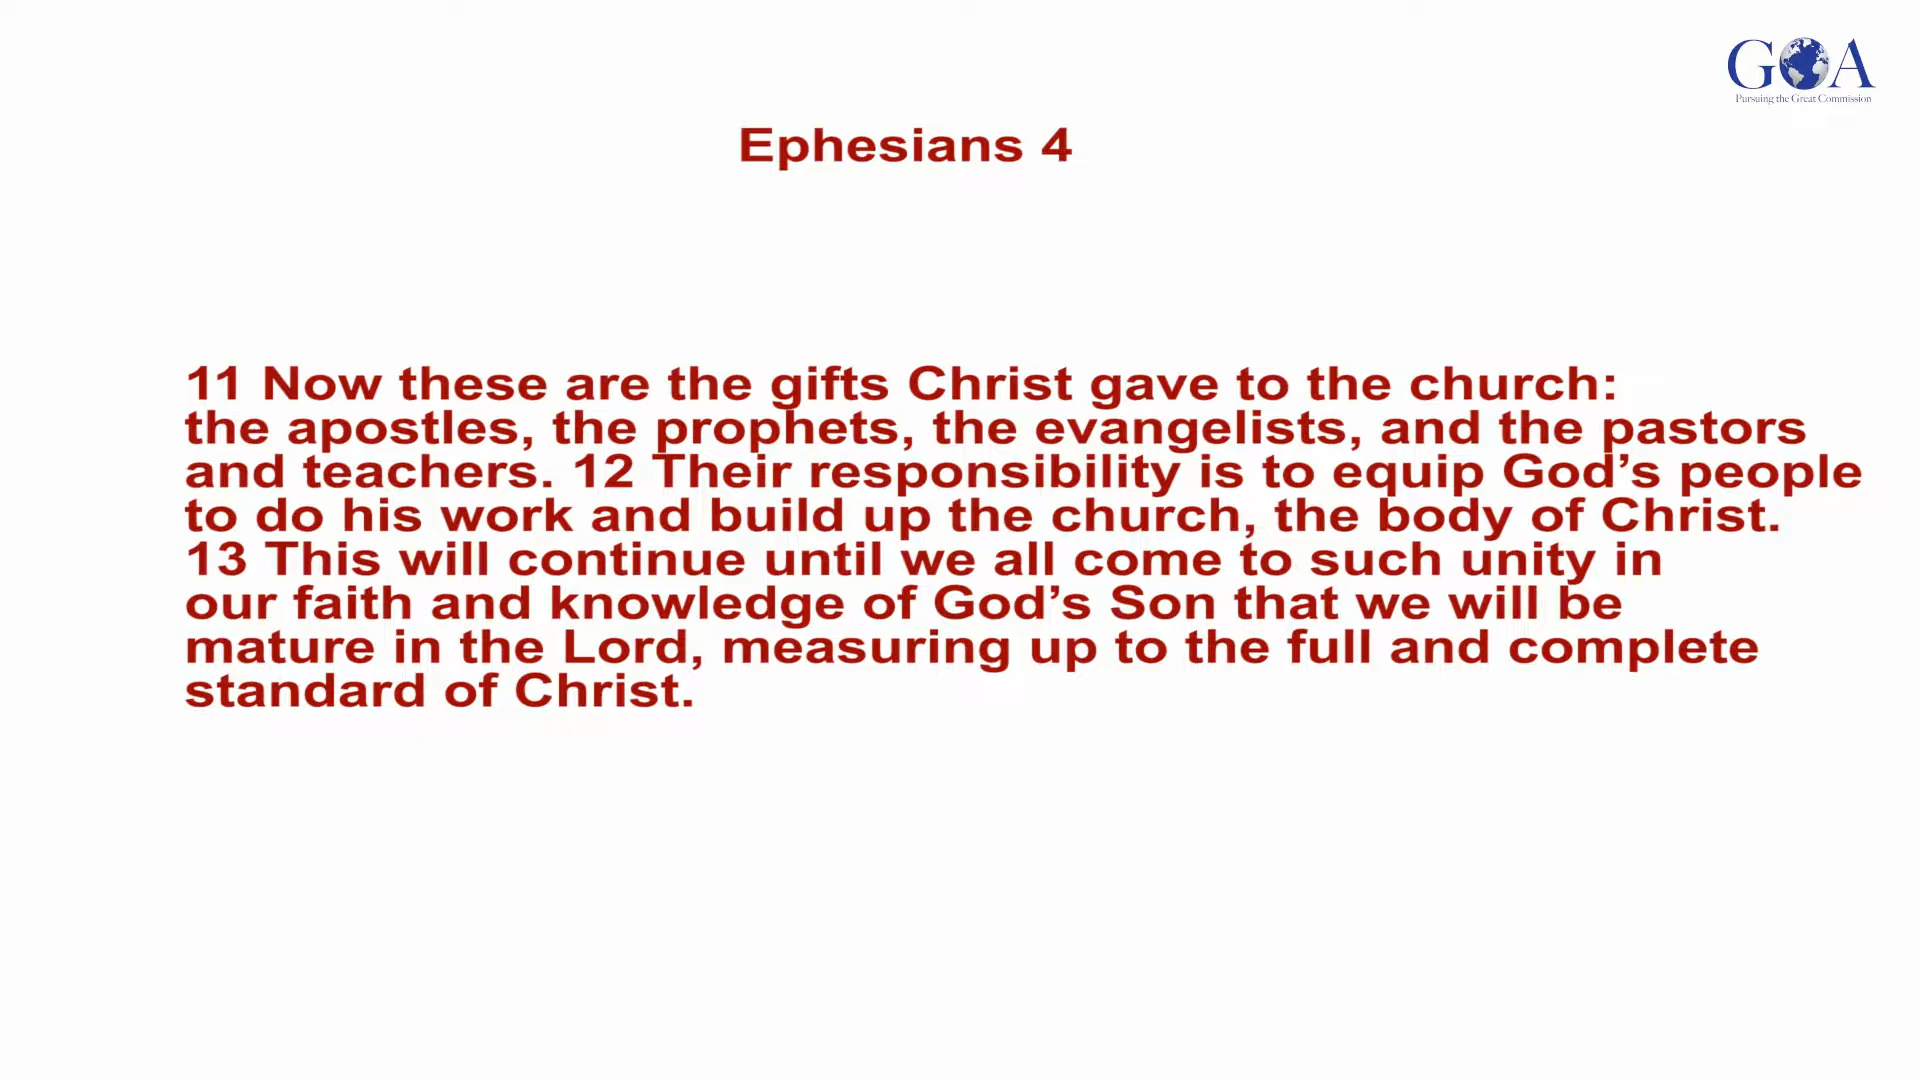 GOA
Pursuing the Great Commission
Ephesians 4
11 Now these are the gifts Christ gave to the church:
the apostles, the prophets, the evangelists, and the pastors
and teachers. 12 Their responsibility is to equip God’s people
to do his work and build up the church, the body of Christ.
13 This will continue until we all come to such unity in
our faith and knowledge of God’s Son that we will be
mature in the Lord, measuring up to the full and complete
standard of Christ.